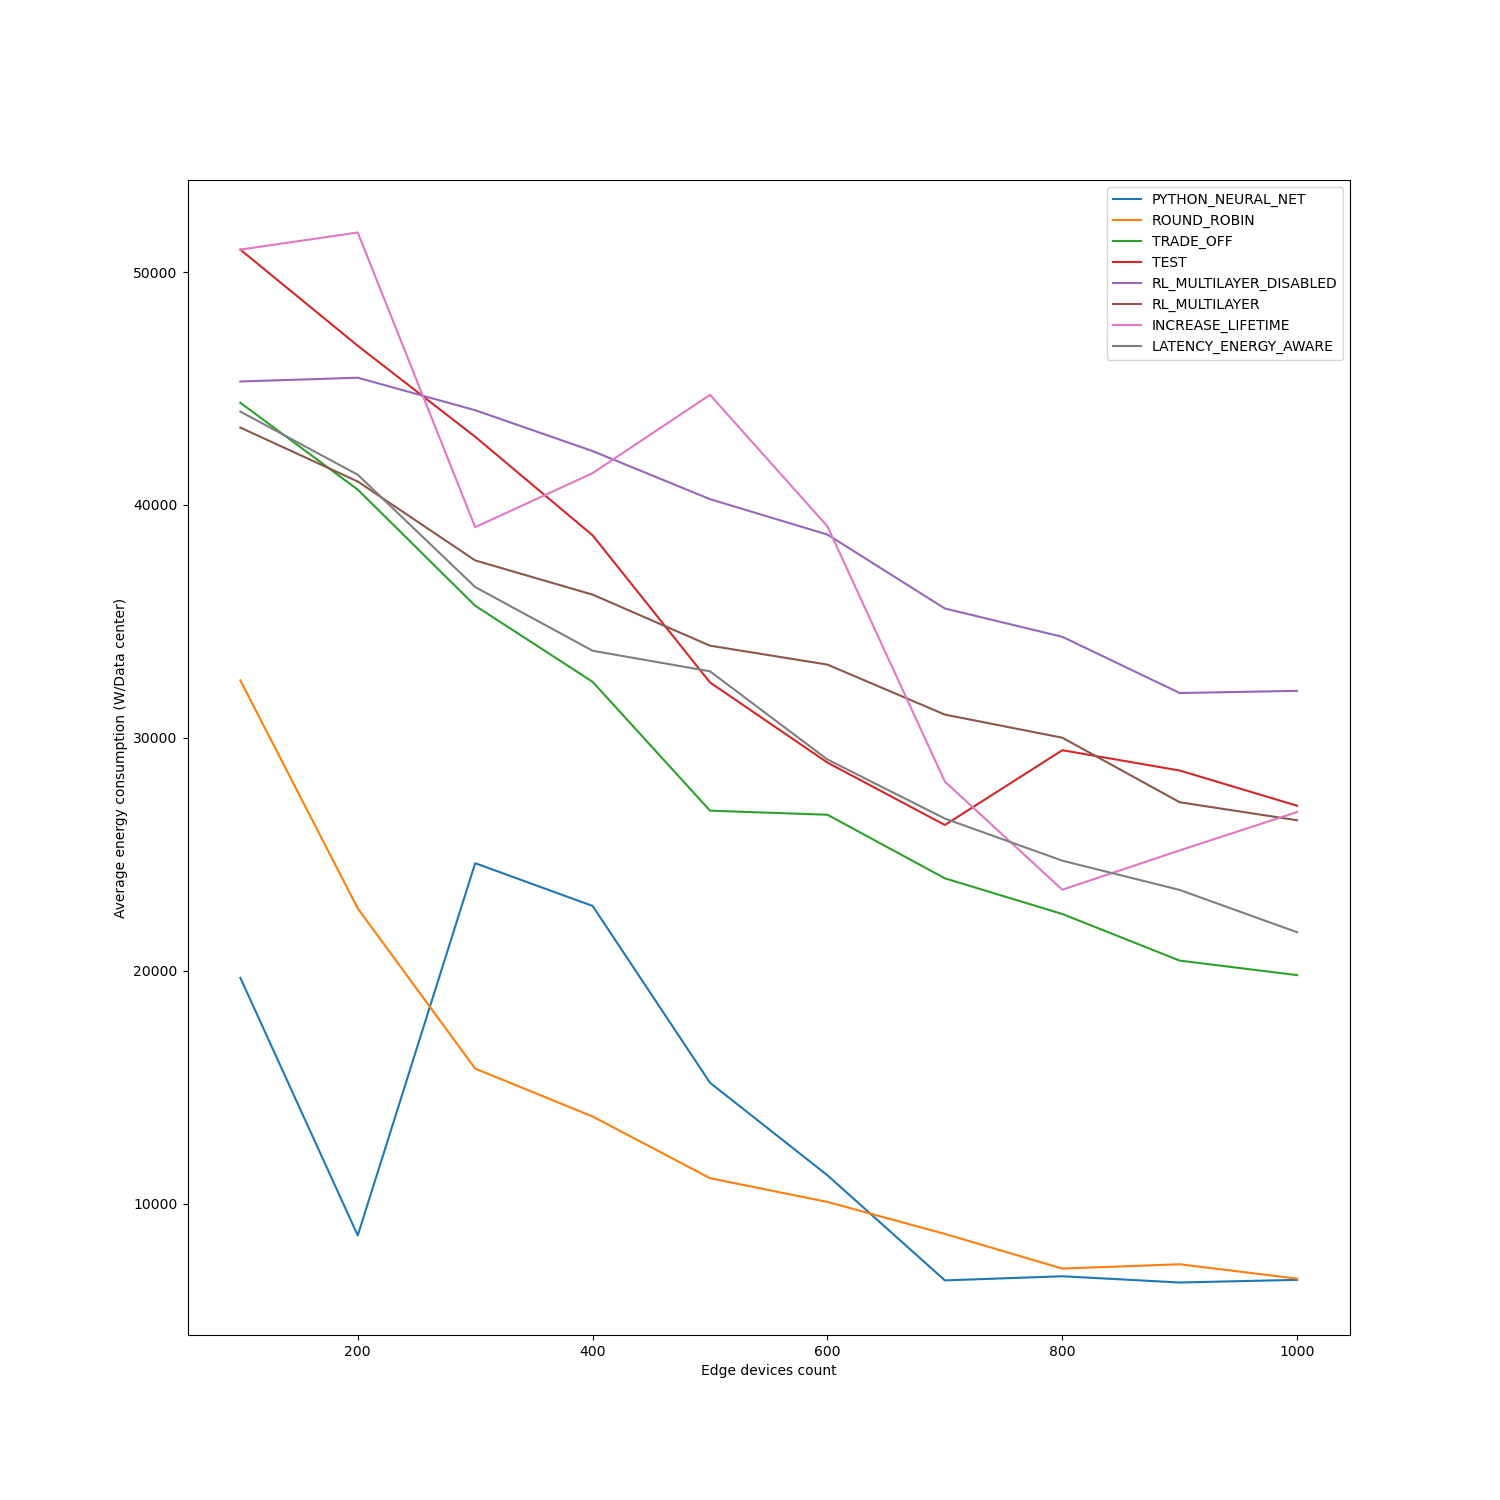 PYTHON_NEURAL_NET
ROUND_ROBIN
TRADE_OFF
TEST
RL_MULTILAYER_DISABLED
RL_MULTILAYER
INCREASE_LIFETIME
LATENCY_ENERGY_AWARE
50000
40000
30000
20000
10000
Average energy consumption (W/Data center)
200 400 600 800 1000
Edge devices count